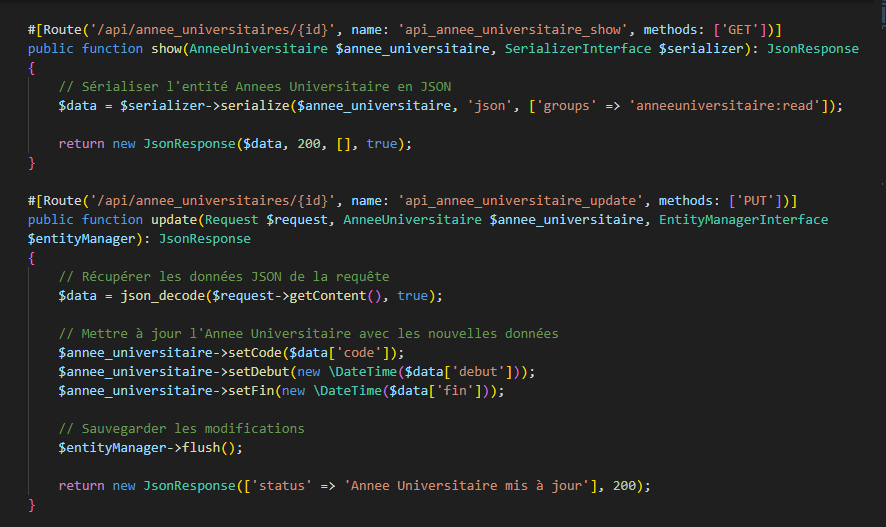 #[Route('/api/annee_universitaires/{id}', name: 'api_annee_universitaire_show', methods: ['GET'])]
public function show(AnneeUniversitaire $annee_universitaire, SerializerInterface $serializer): JsonResponse
{
    // Sérialiser l'entité Annees Universitaire en JSON
    $data = $serializer->serialize($annee_universitaire, 'json', ['groups' => 'anneeuniversitaire:read']);

    return new JsonResponse($data, 200, [], true);
}

#[Route('/api/annee_universitaires/{id}', name: 'api_annee_universitaire_update', methods: ['PUT'])]
public function update(Request $request, AnneeUniversitaire $annee_universitaire, EntityManagerInterface
$entityManager): JsonResponse
{
    // Récupérer les données JSON de la requête
    $data = json_decode($request->getContent(), true);

    // Mettre à jour l'Annee Universitaire avec les nouvelles données
    $annee_universitaire->setCode($data['code']);
    $annee_universitaire->setDebut(new \DateTime($data['debut']));
    $annee_universitaire->setFin(new \DateTime($data['fin']));

    // Sauvegarder les modifications
    $entityManager->flush();

    return new JsonResponse(['status' => 'Annee Universitaire mis à jour'], 200);
}